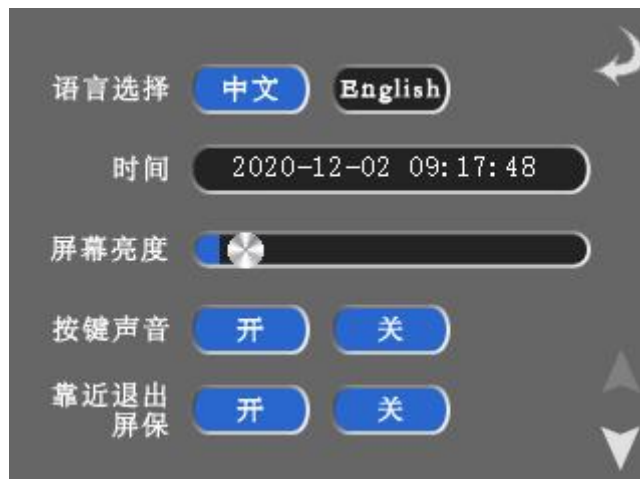 语言选择 中文 English
时间 2020-12-02 09:17:48
屏幕亮度
按键声音 开 关
靠近退出
屏保 开 关